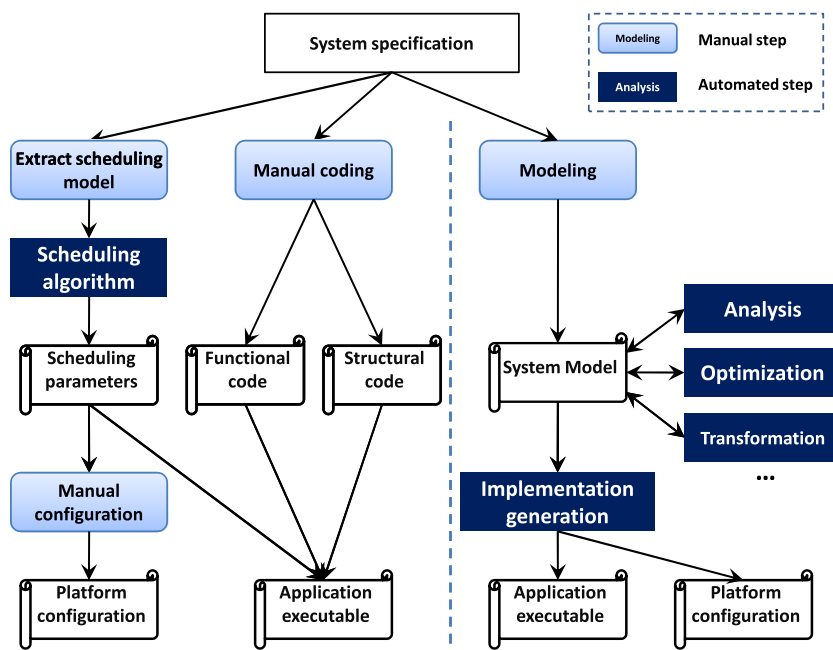 System specification
Modeling
Manual step
Analysis
Automated step
Extract scheduling
model
Manual coding
Modeling
Scheduling
algorithm
Analysis
Scheduling
parameters
Functional
code
Structural
code
System Model
Optimization
Transformation
...
Manual
configuration
Implementation
generation
Platform
configuration
Application
executable
Application
executable
Platform
configuration